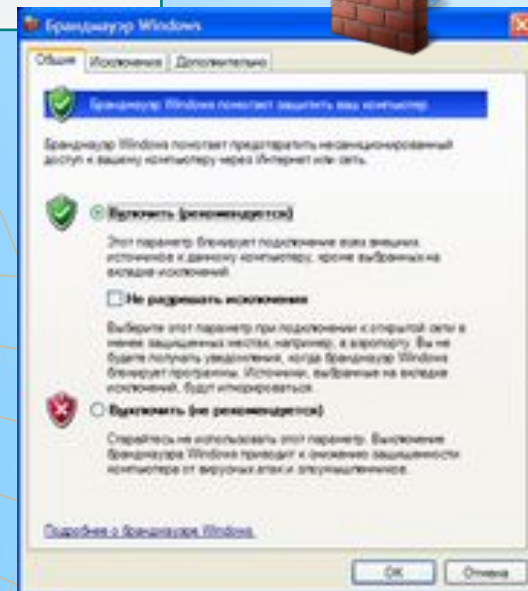 Брандмауэр Windows
Общие Исключения Дополнительно
Брандмауэр Windows помогает защитить ваш компьютер
Брандмауэр Windows помогает предотвратить несанкционированный
доступ к вашему компьютеру через Интернет или сеть.
Включить (рекомендуется)
Этот параметр блокирует подключение всех внешних
источников к данному компьютеру, кроме выбранных на
вкладке исключений.
Не разрешать исключения
Выберите этот параметр при подключении к открытой сети в
менее защищенных местах, например, в аэропорту. Вы не
будете получать уведомления, когда брандмауэр Windows
блокирует программы. Источники, выбранные на вкладке
исключений, будут игнорироваться.
Выключить (не рекомендуется)
Старайтесь не использовать этот параметр. Выключение
брандмауэра Windows приводит к снижению защищенности
компьютера от вирусных атак и злоумышленников.
Подробнее о брандмауэре Windows.
ОК Отмена